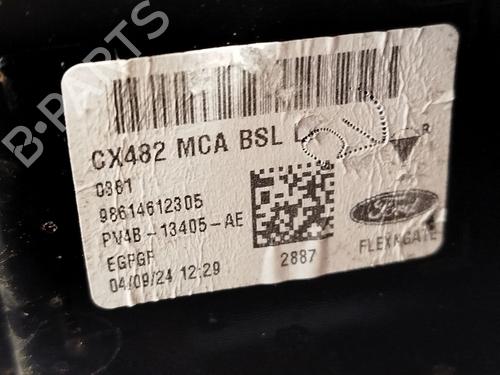 B-PARTS
CX482 MCA BSL L
R
0381
98614612305
PV4B-13405-AE
EGPGF
04/09/24 12:29
2887
Ford
FLEXNGATE